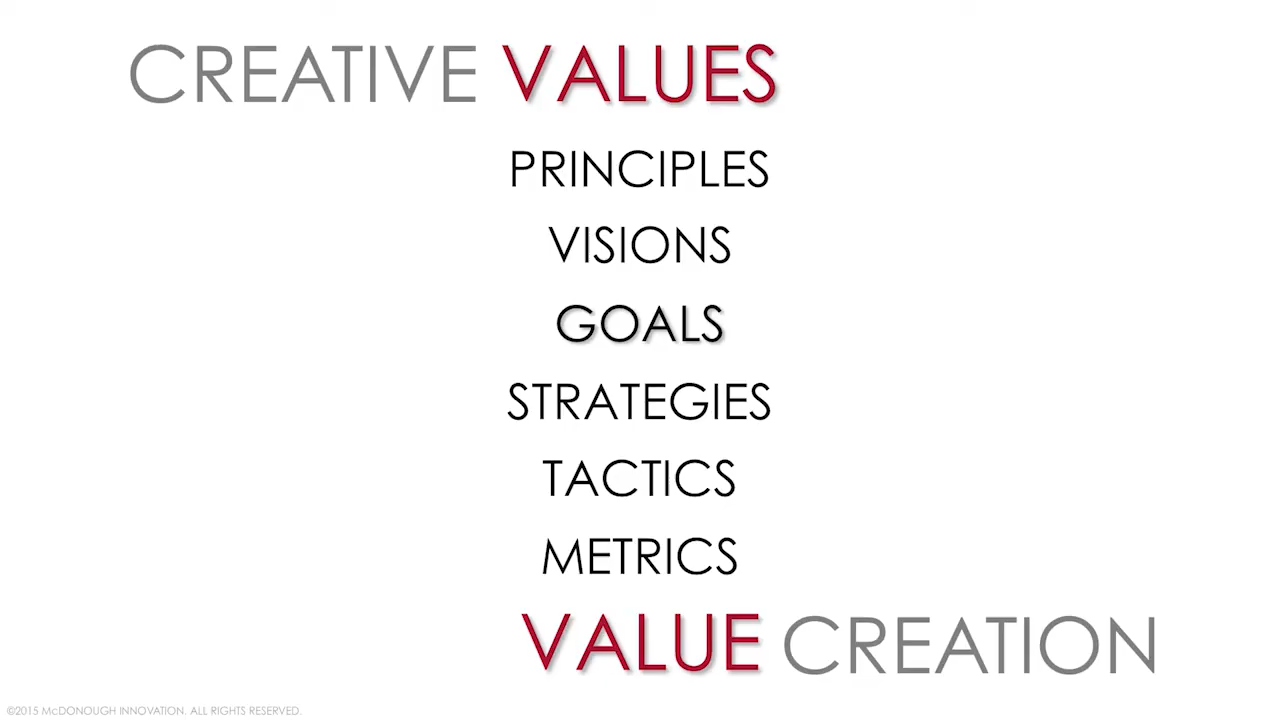 CREATIVE VALUES
PRINCIPLES
VISIONS
GOALS
STRATEGIES
TACTICS
METRICS
VALUE CREATION
©2015 McDONOUGH INNOVATION. ALL RIGHTS RESERVED.